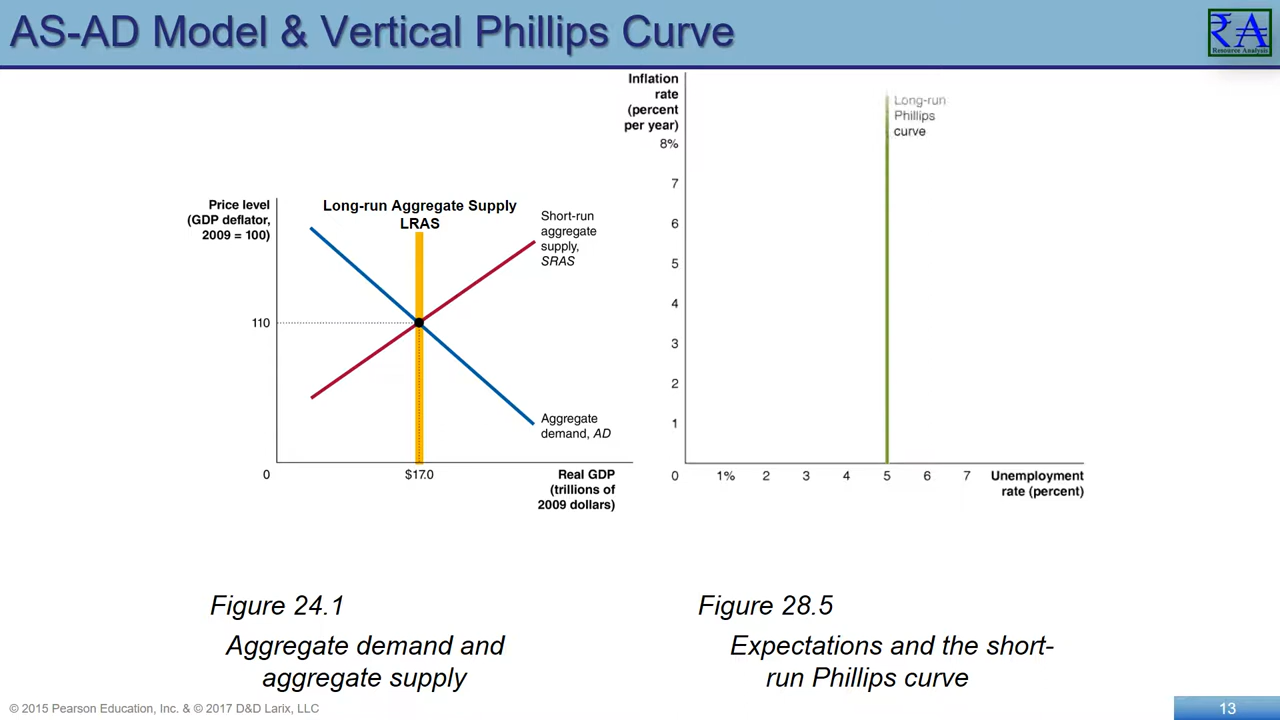 AS-AD Model & Vertical Phillips Curve
₹A
Resource Analysis
Price level
(GDP deflator,
2009 = 100)
Long-run Aggregate Supply
LRAS
Short-run
aggregate
supply,
SRAS
110
Aggregate
demand, AD
0
$17.0
Real GDP
(trillions of
2009 dollars)
Inflation
rate
(percent
per year)
8%
7
6
5
4
3
2
1
Long-run
Phillips
curve
0
1%
2
3
4
5
6
7
Unemployment
rate (percent)
Figure 24.1
Aggregate demand and
aggregate supply
Figure 28.5
Expectations and the short-
run Phillips curve
© 2015 Pearson Education, Inc. & © 2017 D&D Larix, LLC
13